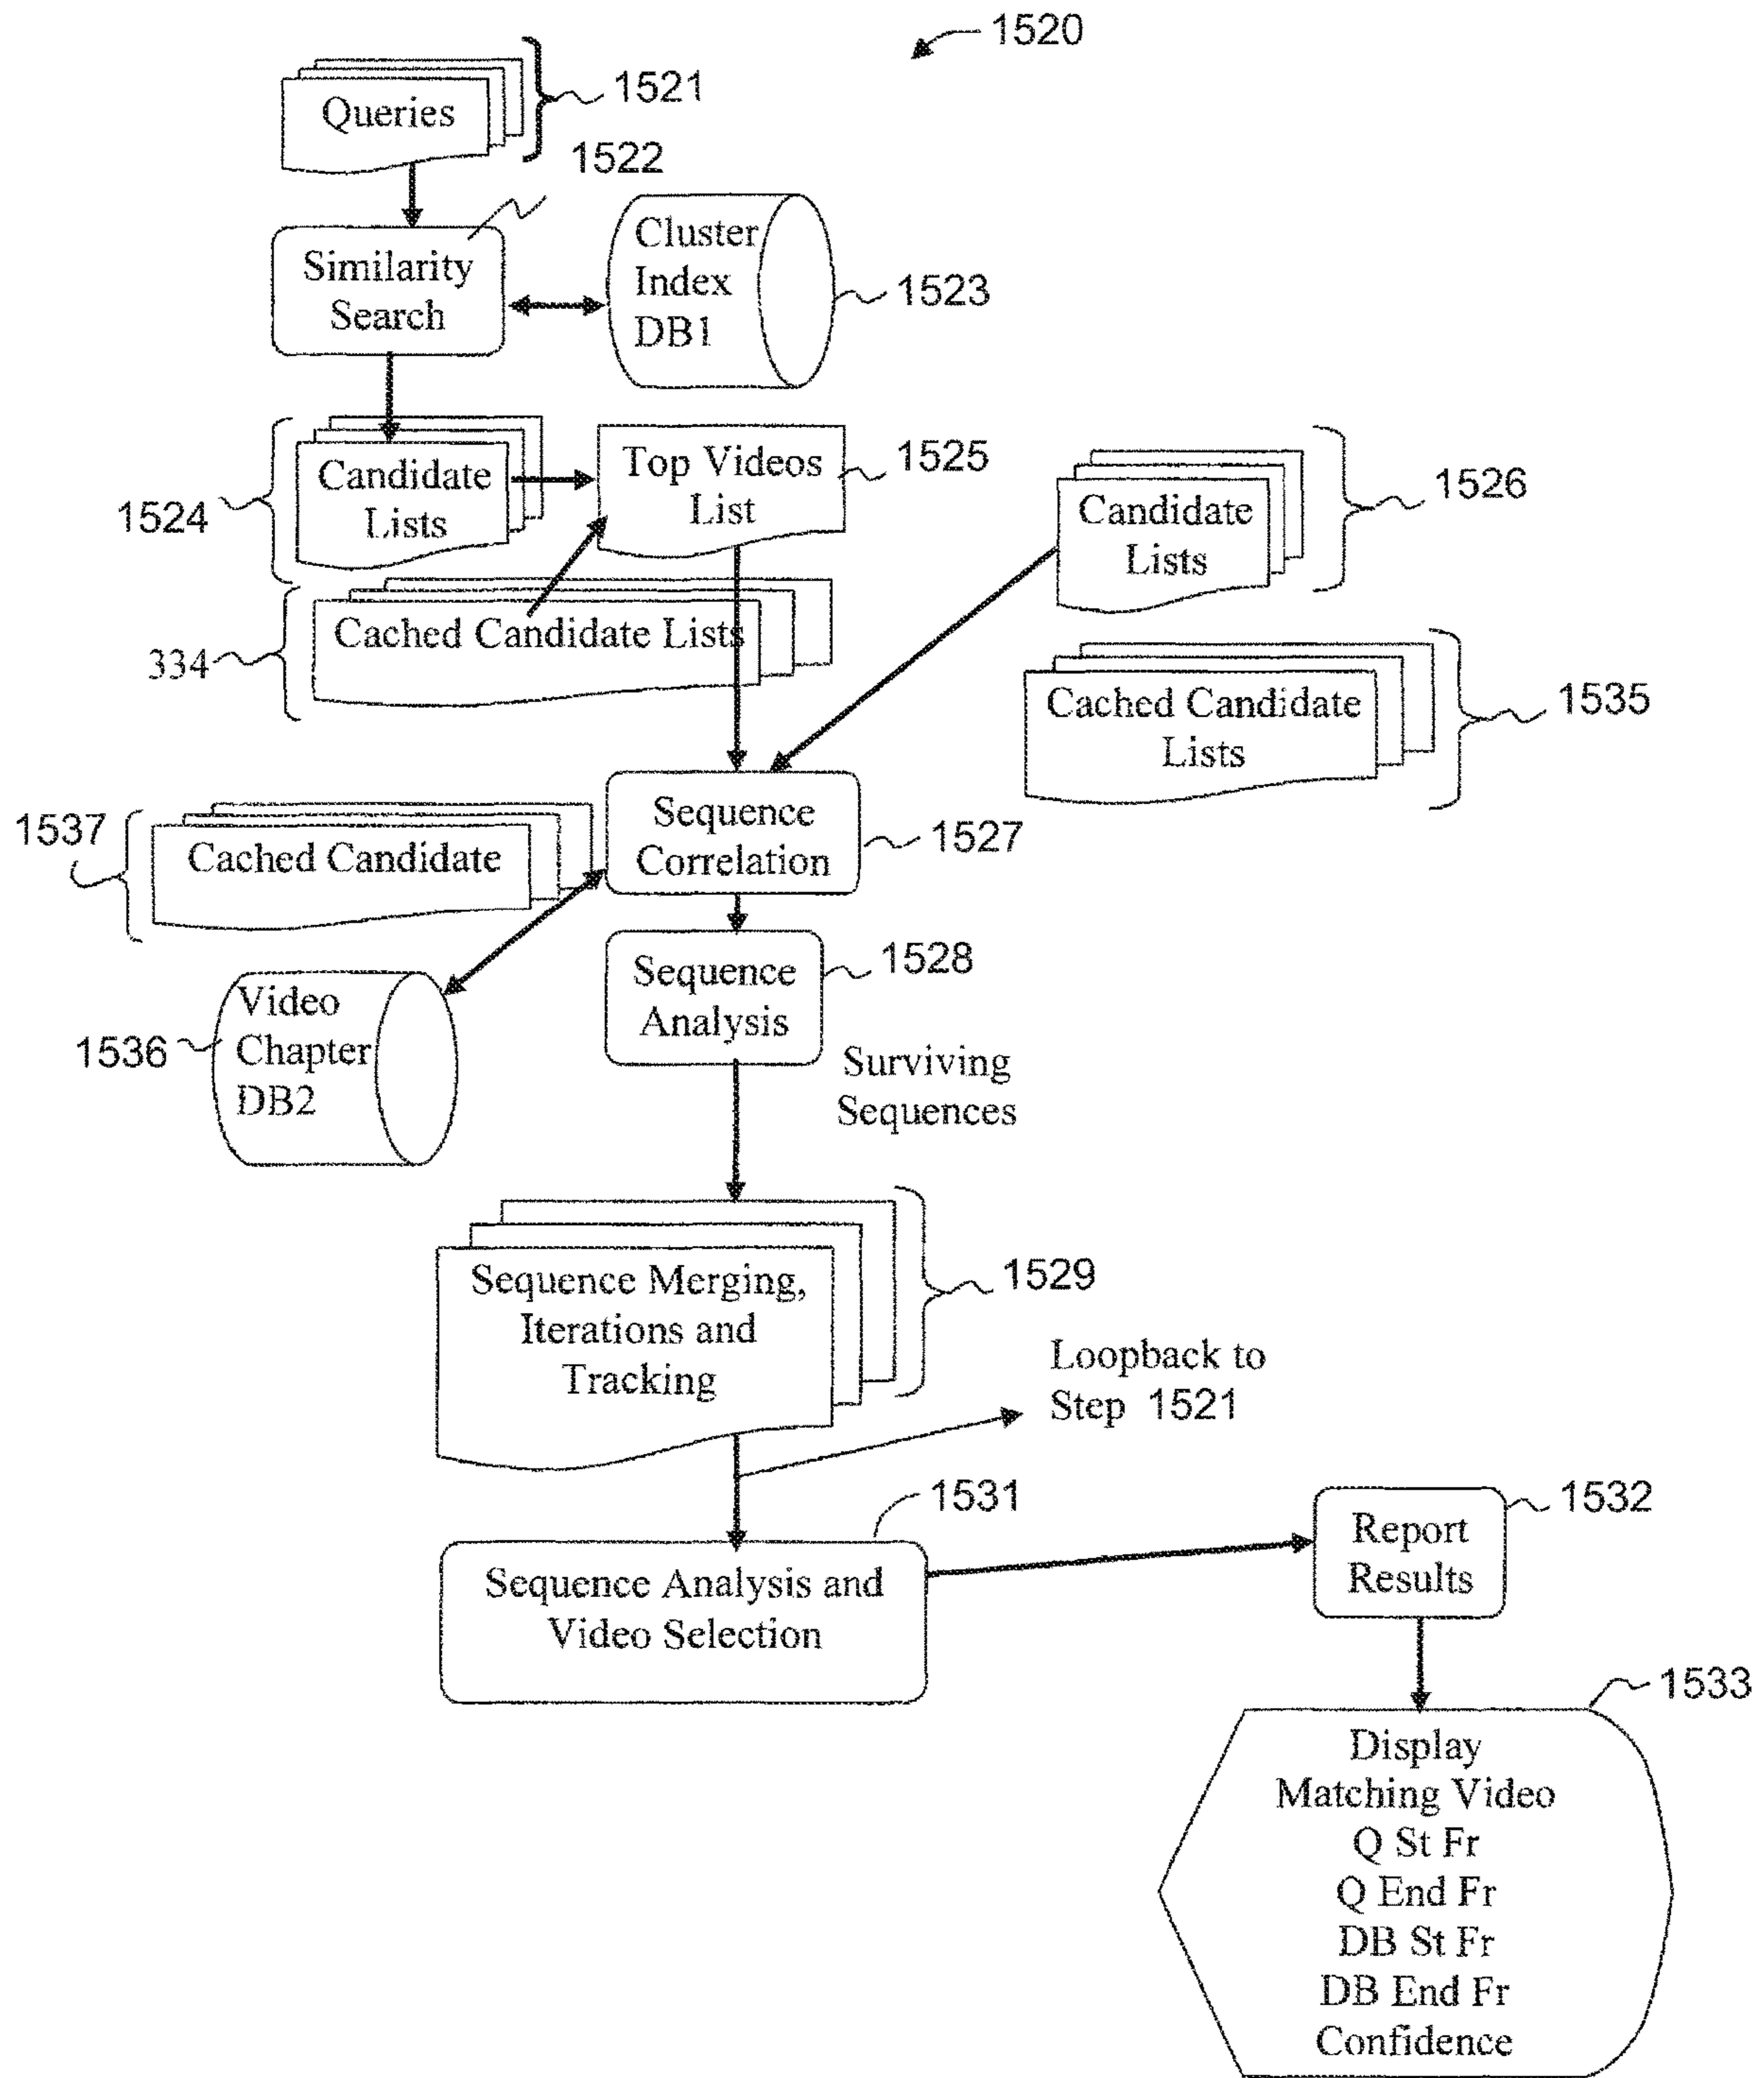 1520
Queries
1521
1522
Similarity
Search
Cluster
Index
DB1
1523
1524
Candidate
Lists
Top Videos
List
1525
Candidate
Lists
1526
334
Cached Candidate Lists
Cached Candidate
Lists
1535
1537
Cached Candidate
Sequence
Correlation
1527
Sequence
Analysis
1528
1536
Video
Chapter
DB2
Surviving
Sequences
Sequence Merging,
Iterations and
Tracking
1529
Loopback to
Step 1521
1531
Sequence Analysis and
Video Selection
Report
Results
1532
1533
Display
Matching Video
Q St Fr
Q End Fr
DB St Fr
DB End Fr
Confidence